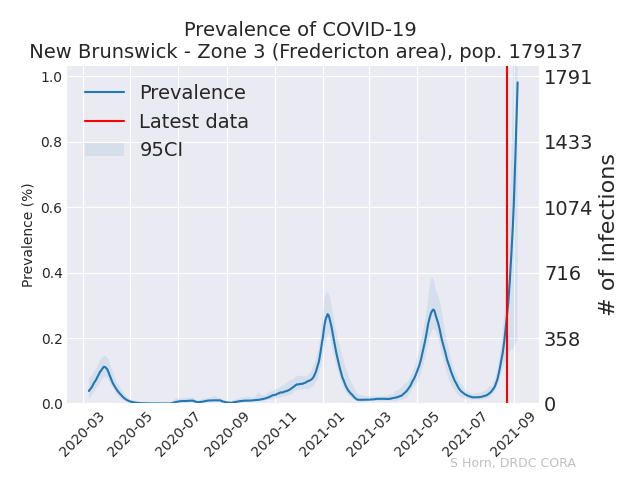 Prevalence of COVID-19
New Brunswick - Zone 3 (Fredericton area), pop. 179137
Prevalence
Latest data
95CI
Prevalence (%)
1.0
0.8
0.6
0.4
0.2
0.0
1791
1433
1074
716
358
0
# of infections
2020-03
2020-05
2020-07
2020-09
2020-11
2021-01
2021-03
2021-05
2021-07
2021-09
S Horn, DRDC CORA